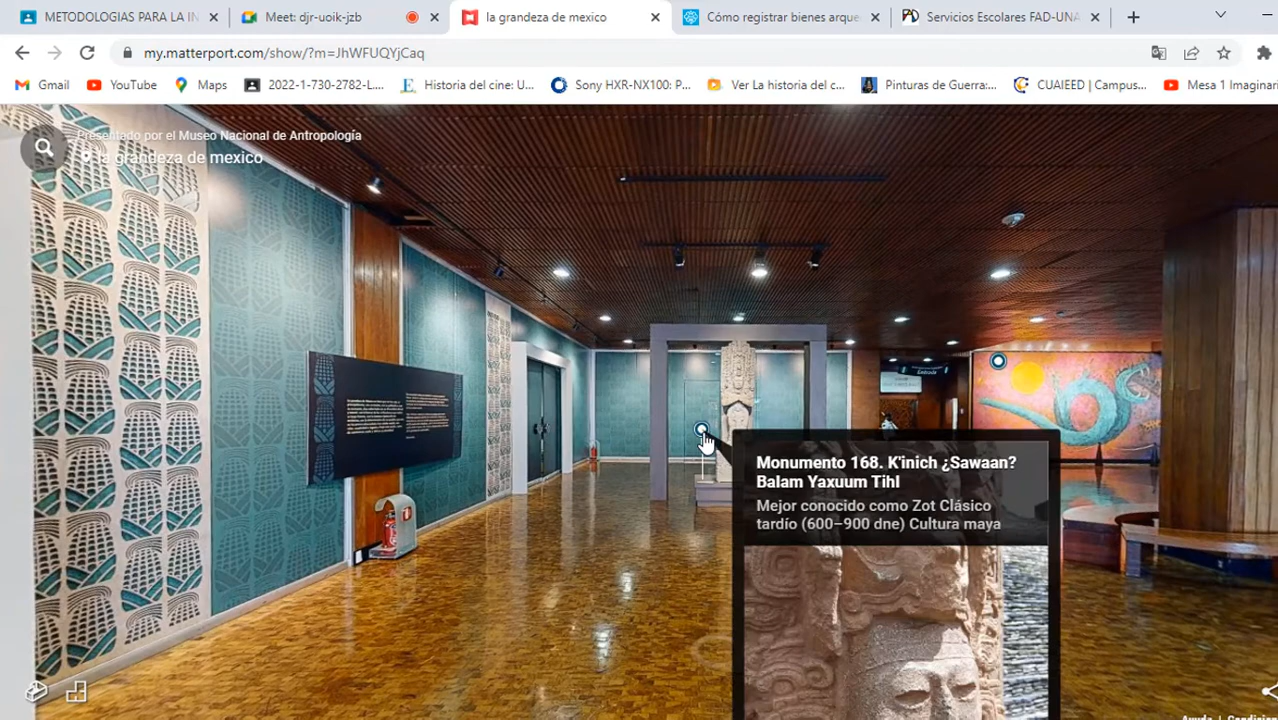 METODOLOGIAS PARA LA IN
Meet: djr-uoik-jzb
la grandeza de mexico
Cómo registrar bienes arque
Servicios Escolares FAD-UNA
my.matterport.com/show/?m=JhWFUQYjCaq
Gmail
YouTube
Maps
2022-1-730-2782-L...
Historia del cine: U...
Sony HXR-NX100: P...
Ver La historia del c...
Pinturas de Guerra:...
CUAIEED | Campus...
Mesa 1 Imaginari
Presentado por el Museo Nacional de Antropología
la grandeza de mexico
Monumento 168. K'inich ¿Sawaan?
Balam Yaxuum Tihl
Mejor conocido como Zot Clásico
tardío (600–900 dne) Cultura maya